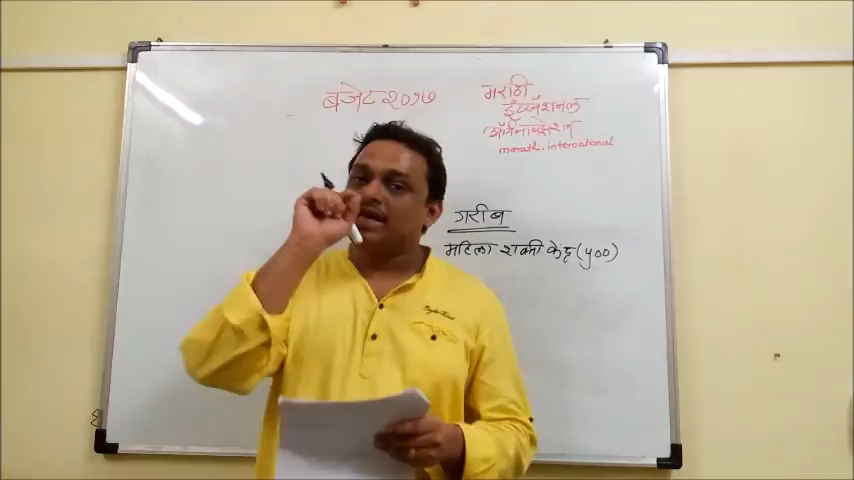 बजेट २०१७
मराठी
इंटरनॅशनल
ऑर्गनायझेशन
marathi.international
गरीब
महिला शक्ती केंद्र (५००)